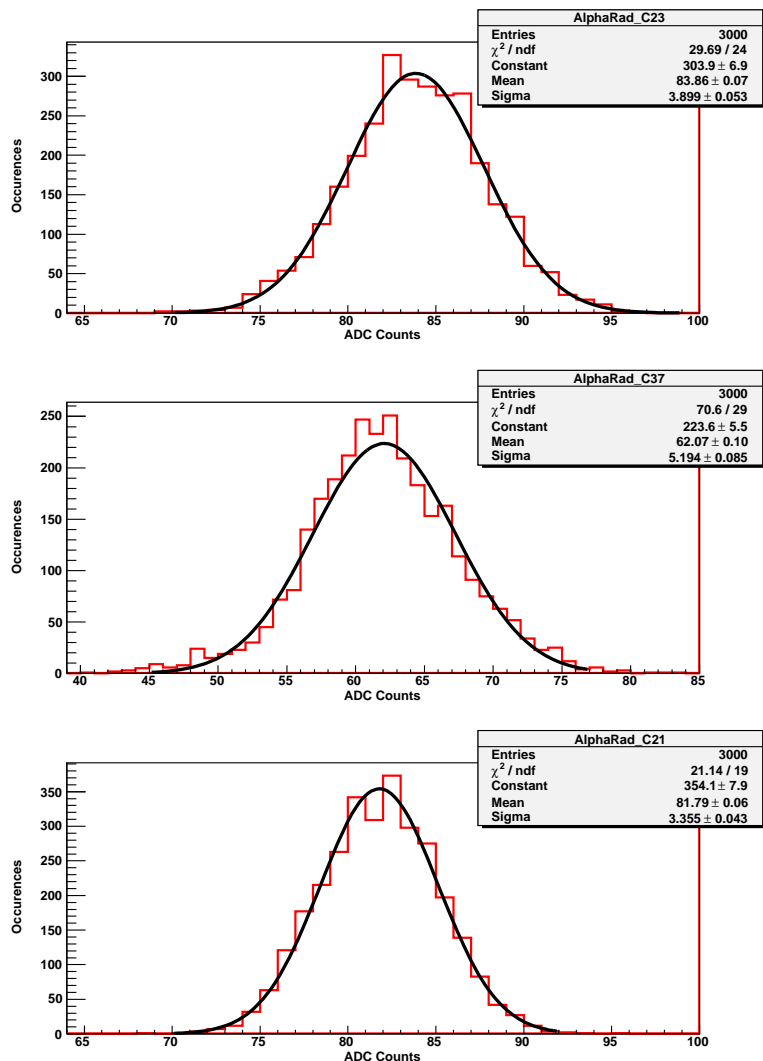 AlphaRad_C23
Entries 3000
χ² / ndf 29.69 / 24
Constant 303.9 ± 6.9
Mean 83.86 ± 0.07
Sigma 3.899 ± 0.053
Occurences
300
250
200
150
100
50
0
65 70 75 80 85 90 95 100
ADC Counts
AlphaRad_C37
Entries 3000
χ² / ndf 70.6 / 29
Constant 223.6 ± 5.5
Mean 62.07 ± 0.10
Sigma 5.194 ± 0.085
Occurences
250
200
150
100
50
0
40 45 50 55 60 65 70 75 80 85
ADC Counts
AlphaRad_C21
Entries 3000
χ² / ndf 21.14 / 19
Constant 354.1 ± 7.9
Mean 81.79 ± 0.06
Sigma 3.355 ± 0.043
Occurences
350
300
250
200
150
100
50
0
65 70 75 80 85 90 95 100
ADC Counts